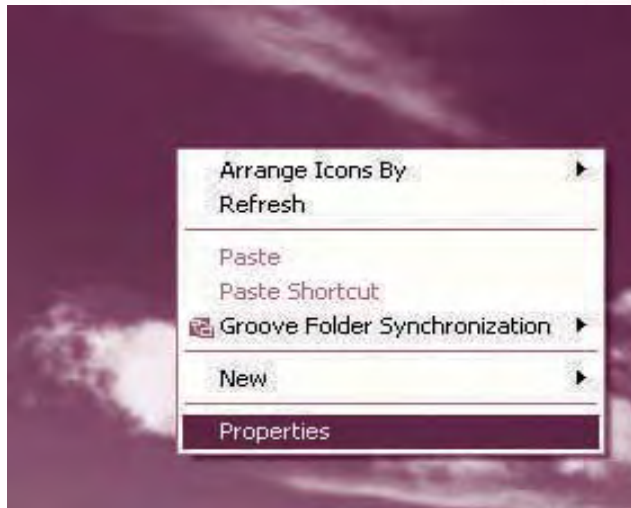 Arrange Icons By
Refresh
Paste
Paste Shortcut
Groove Folder Synchronization
New
Properties